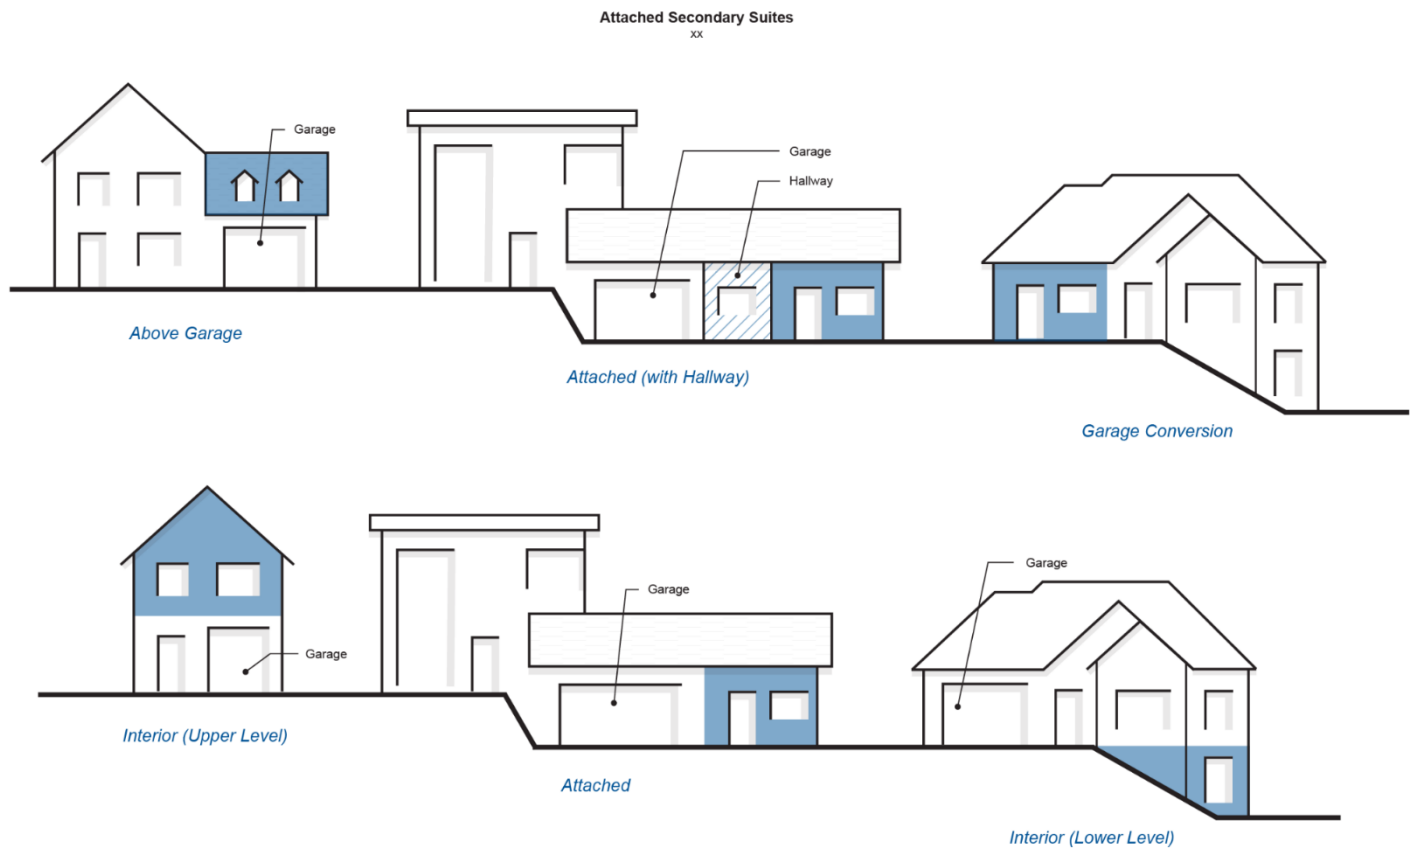 Attached Secondary Suites
xx
Garage
Garage
Hallway
Above Garage
Attached (with Hallway)
Garage Conversion
Garage
Garage
Garage
Interior (Upper Level)
Attached
Interior (Lower Level)